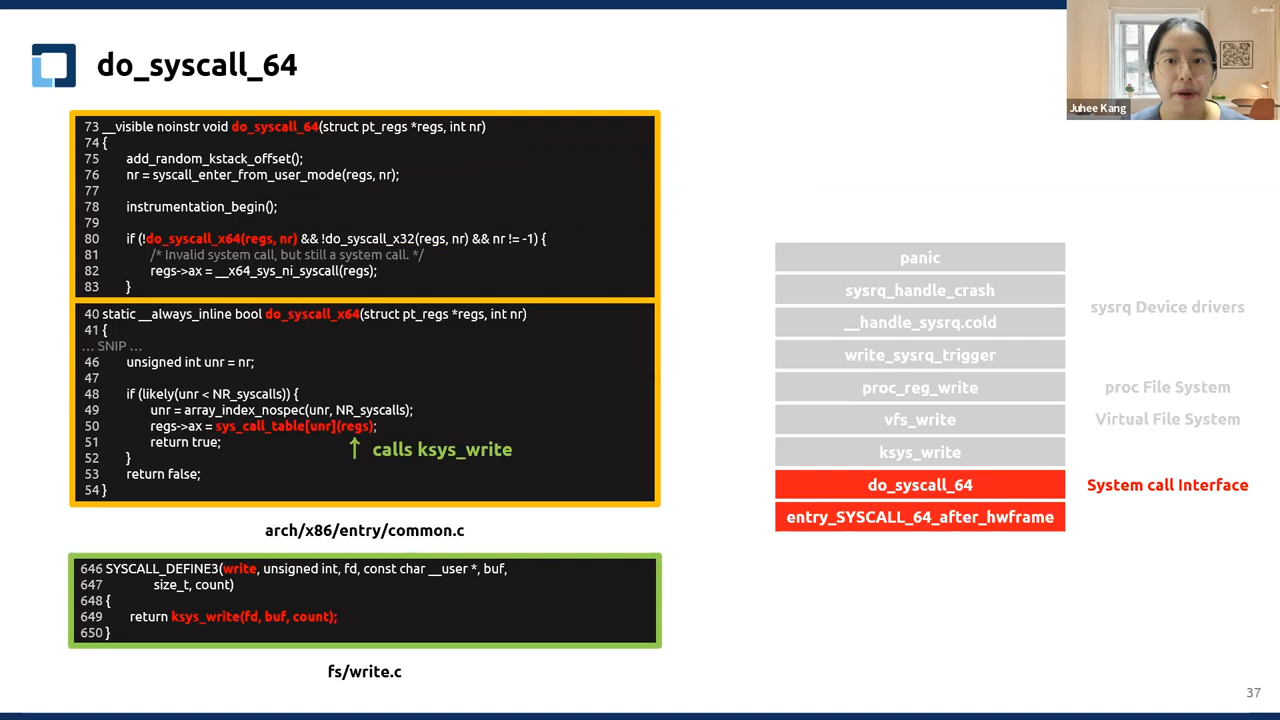 do_syscall_64
Juhee Kang
73 __visible noinstr void do_syscall_64(struct pt_regs *regs, int nr)
74 {
75 add_random_kstack_offset();
76 nr = syscall_enter_from_user_mode(regs, nr);
77
78 instrumentation_begin();
79
80 if (!do_syscall_x64(regs, nr) && !do_syscall_x32(regs, nr) && nr != -1) {
81 /* Invalid system call, but still a system call. */
82 regs->ax = __x64_sys_ni_syscall(regs);
83 }
40 static __always_inline bool do_syscall_x64(struct pt_regs *regs, int nr)
41 {
... SNIP ...
46 unsigned int unr = nr;
47
48 if (likely(unr < NR_syscalls)) {
49 unr = array_index_nospec(unr, NR_syscalls);
50 regs->ax = sys_call_table[unr](regs);
51 return true;
↑ calls ksys_write
52 }
53 return false;
54 }
arch/x86/entry/common.c
646 SYSCALL_DEFINE3(write, unsigned int, fd, const char __user *, buf,
647 size_t, count)
648 {
649 return ksys_write(fd, buf, count);
650 }
fs/write.c
panic
sysrq_handle_crash
__handle_sysrq.cold
write_sysrq_trigger
proc_reg_write
vfs_write
ksys_write
do_syscall_64
entry_SYSCALL_64_after_hwframe
sysrq Device drivers
proc File System
Virtual File System
System call Interface
37